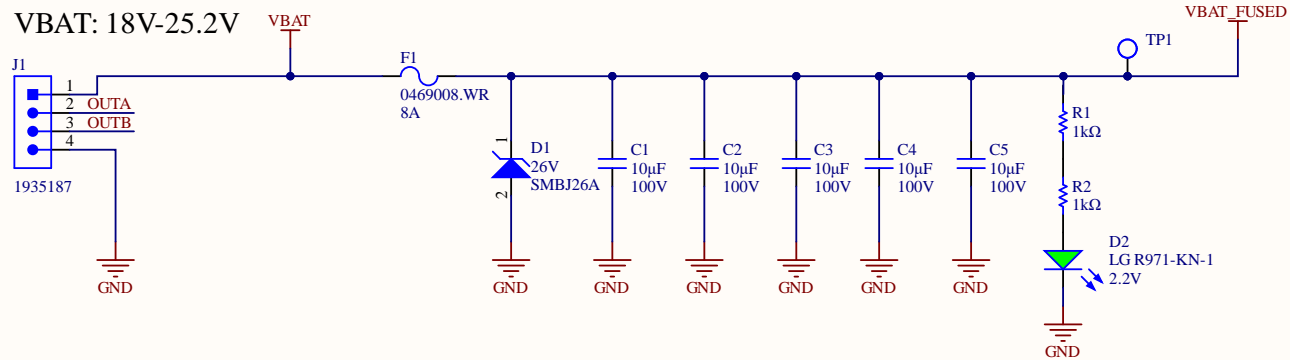 VBAT: 18V-25.2V
VBAT
VBAT_FUSED
J1
F1
TP1
1
2 OUTA
3 OUTB
4
1935187
0469008.WR
8A
1
2
D1
26V
SMBJ26A
C1
10µF
100V
C2
10µF
100V
C3
10µF
100V
C4
10µF
100V
C5
10µF
100V
R1
1kΩ
R2
1kΩ
D2
LG R971-KN-1
2.2V
GND
GND
GND
GND
GND
GND
GND
GND